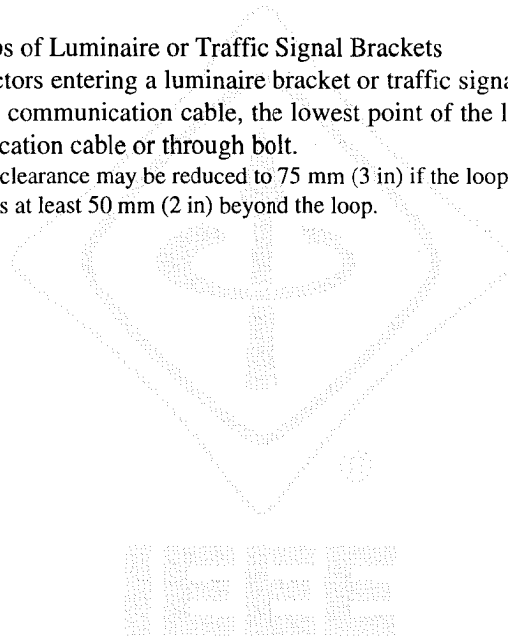 os of Luminaire or Traffic Signal Brackets
ctors entering a luminaire bracket or traffic signa
communication cable, the lowest point of the l
cation cable or through bolt.
clearance may be reduced to 75 mm (3 in) if the loop
s at least 50 mm (2 in) beyond the loop.
®
IEEE